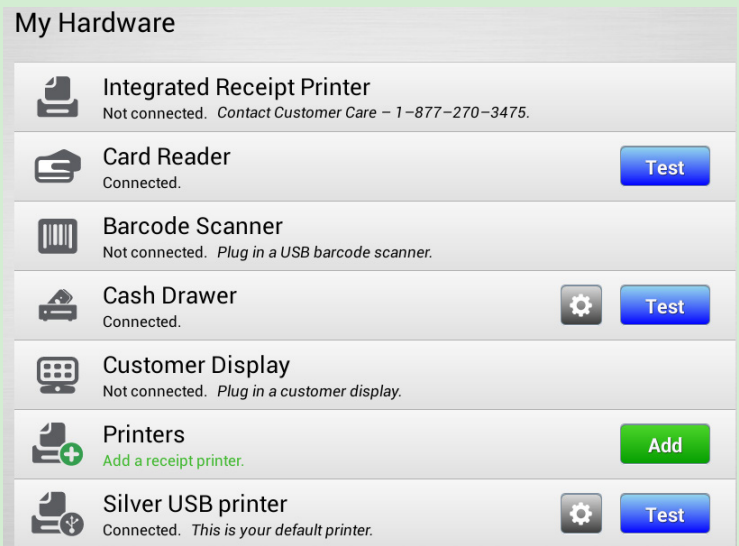 My Hardware
Integrated Receipt Printer
Not connected. Contact Customer Care – 1–877–270–3475.
Card Reader
Connected.
Test
Barcode Scanner
Not connected. Plug in a USB barcode scanner.
Cash Drawer
Connected.
Test
Customer Display
Not connected. Plug in a customer display.
Printers
Add a receipt printer.
Add
Silver USB printer
Connected. This is your default printer.
Test